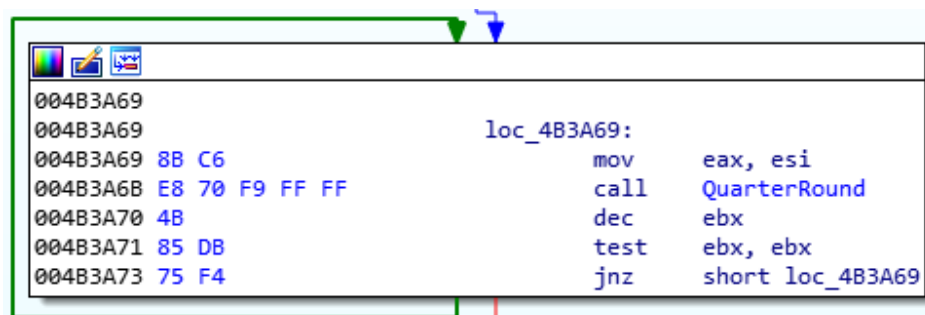 004B3A69
004B3A69 loc_4B3A69:
004B3A69 8B C6 mov eax, esi
004B3A6B E8 70 F9 FF FF call QuarterRound
004B3A70 4B dec ebx
004B3A71 85 DB test ebx, ebx
004B3A73 75 F4 jnz short loc_4B3A69